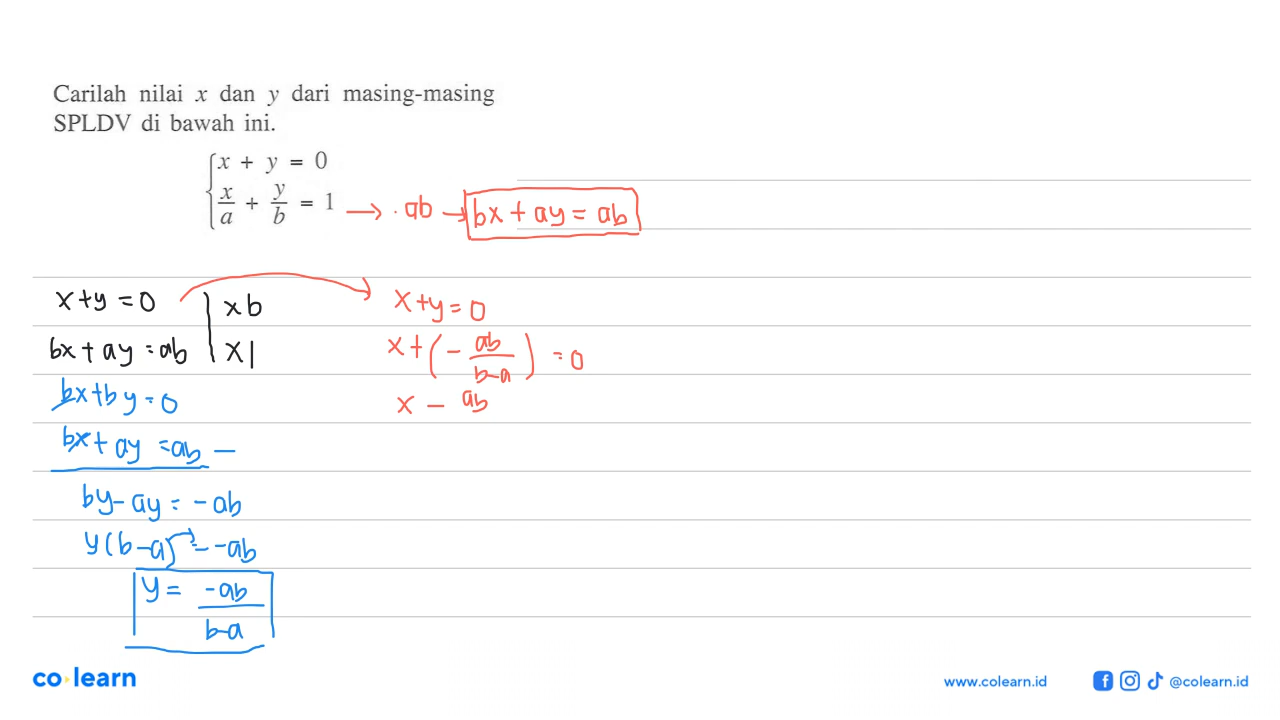 Carilah nilai x dan y dari masing-masing
SPLDV di bawah ini.
x + y = 0
x/a + y/b = 1 → · ab → bx + ay = ab
x+y = 0 | x b
bx + ay = ab | x 1
bx + by = 0
bx + ay = ab −
by − ay = −ab
y(b − a) = −ab
y = −ab/b−a
x + y = 0
x + (− ab/b−a) = 0
x − ab
co learn
www.colearn.id
@colearn.id